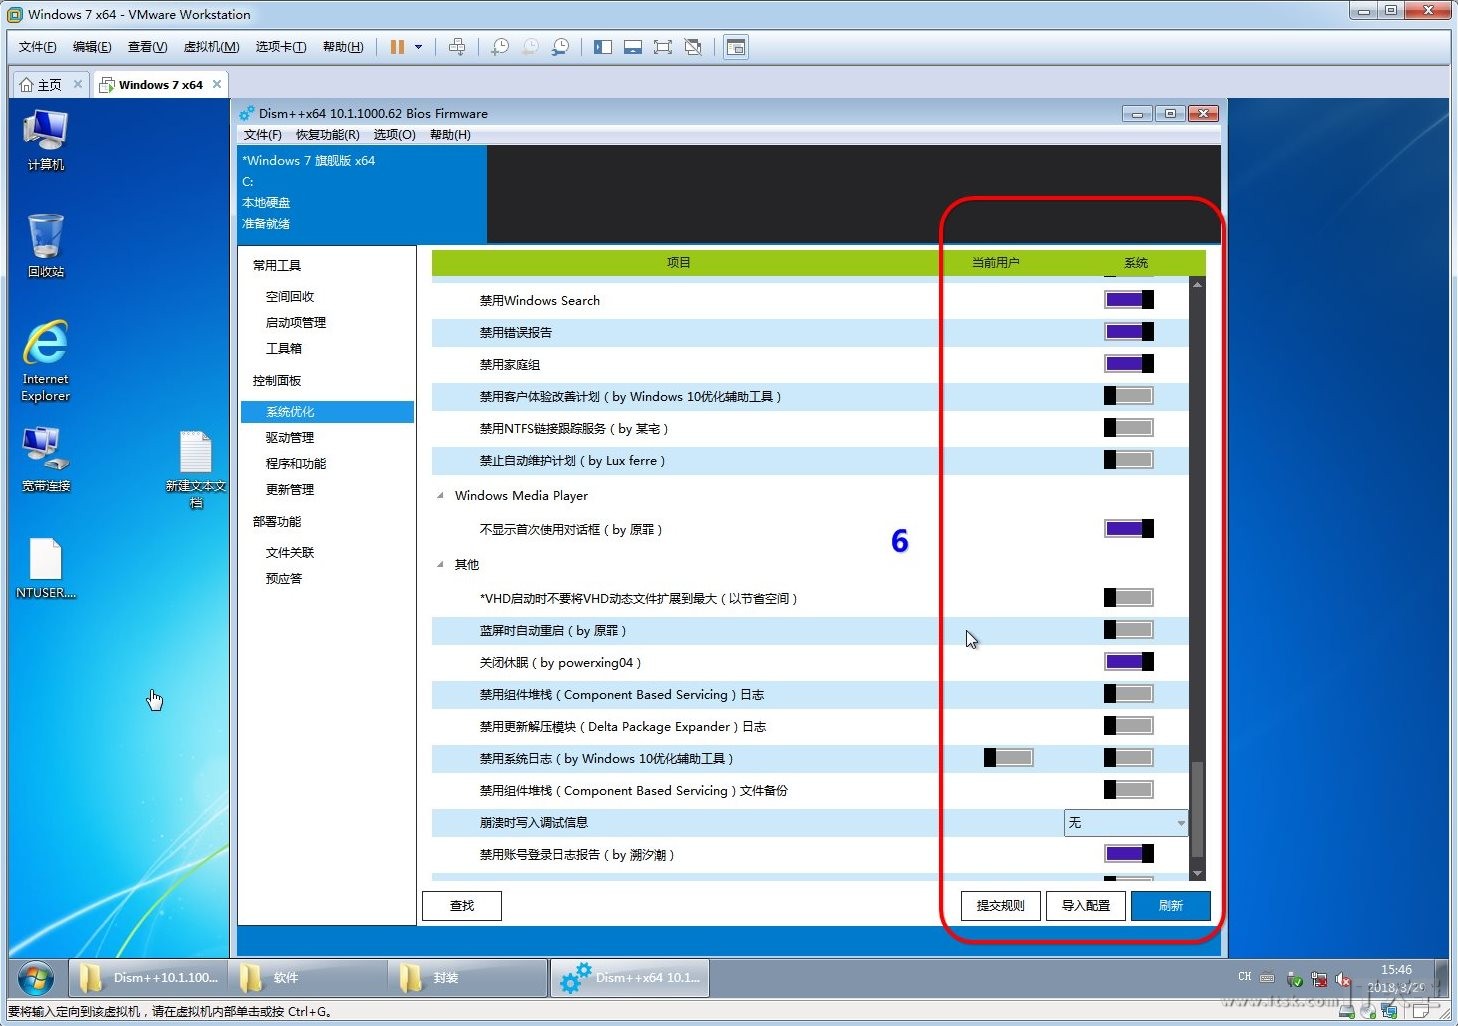 Windows 7 x64 - VMware Workstation
文件(F) 编辑(E) 查看(V) 虚拟机(M) 选项卡(T) 帮助(H)
主页 Windows 7 x64
计算机
回收站
Internet
Explorer
宽带连接
新建文本文
档
NTUSER....
Dism++x64 10.1.1000.62 Bios Firmware
文件(F) 恢复功能(R) 选项(O) 帮助(H)
*Windows 7 旗舰版 x64
C:
本地硬盘
准备就绪
常用工具
空间回收
启动项管理
工具箱
控制面板
系统优化
驱动管理
程序和功能
更新管理
部署功能
文件关联
预应答
项目 当前用户 系统
禁用Windows Search
禁用错误报告
禁用家庭组
禁用客户体验改善计划（by Windows 10优化辅助工具）
禁用NTFS链接跟踪服务（by 某宅）
禁止自动维护计划（by Lux ferre）
Windows Media Player
不显示首次使用对话框（by 原罪）
6
其他
*VHD启动时不要将VHD动态文件扩展到最大（以节省空间）
蓝屏时自动重启（by 原罪）
关闭休眠（by powerxing04）
禁用组件堆栈（Component Based Servicing）日志
禁用更新解压模块（Delta Package Expander）日志
禁用系统日志（by Windows 10优化辅助工具）
禁用组件堆栈（Component Based Servicing）文件备份
崩溃时写入调试信息 无
禁用账号登录日志报告（by 溯汐潮）
查找 提交规则 导入配置 刷新
Dism++10.1.100... 软件 封装 Dism++x64 10.1...
CH 15:46
2018/3/29
www.itsk.com
要将输入定向到该虚拟机，请在虚拟机内部单击或按 Ctrl+G。